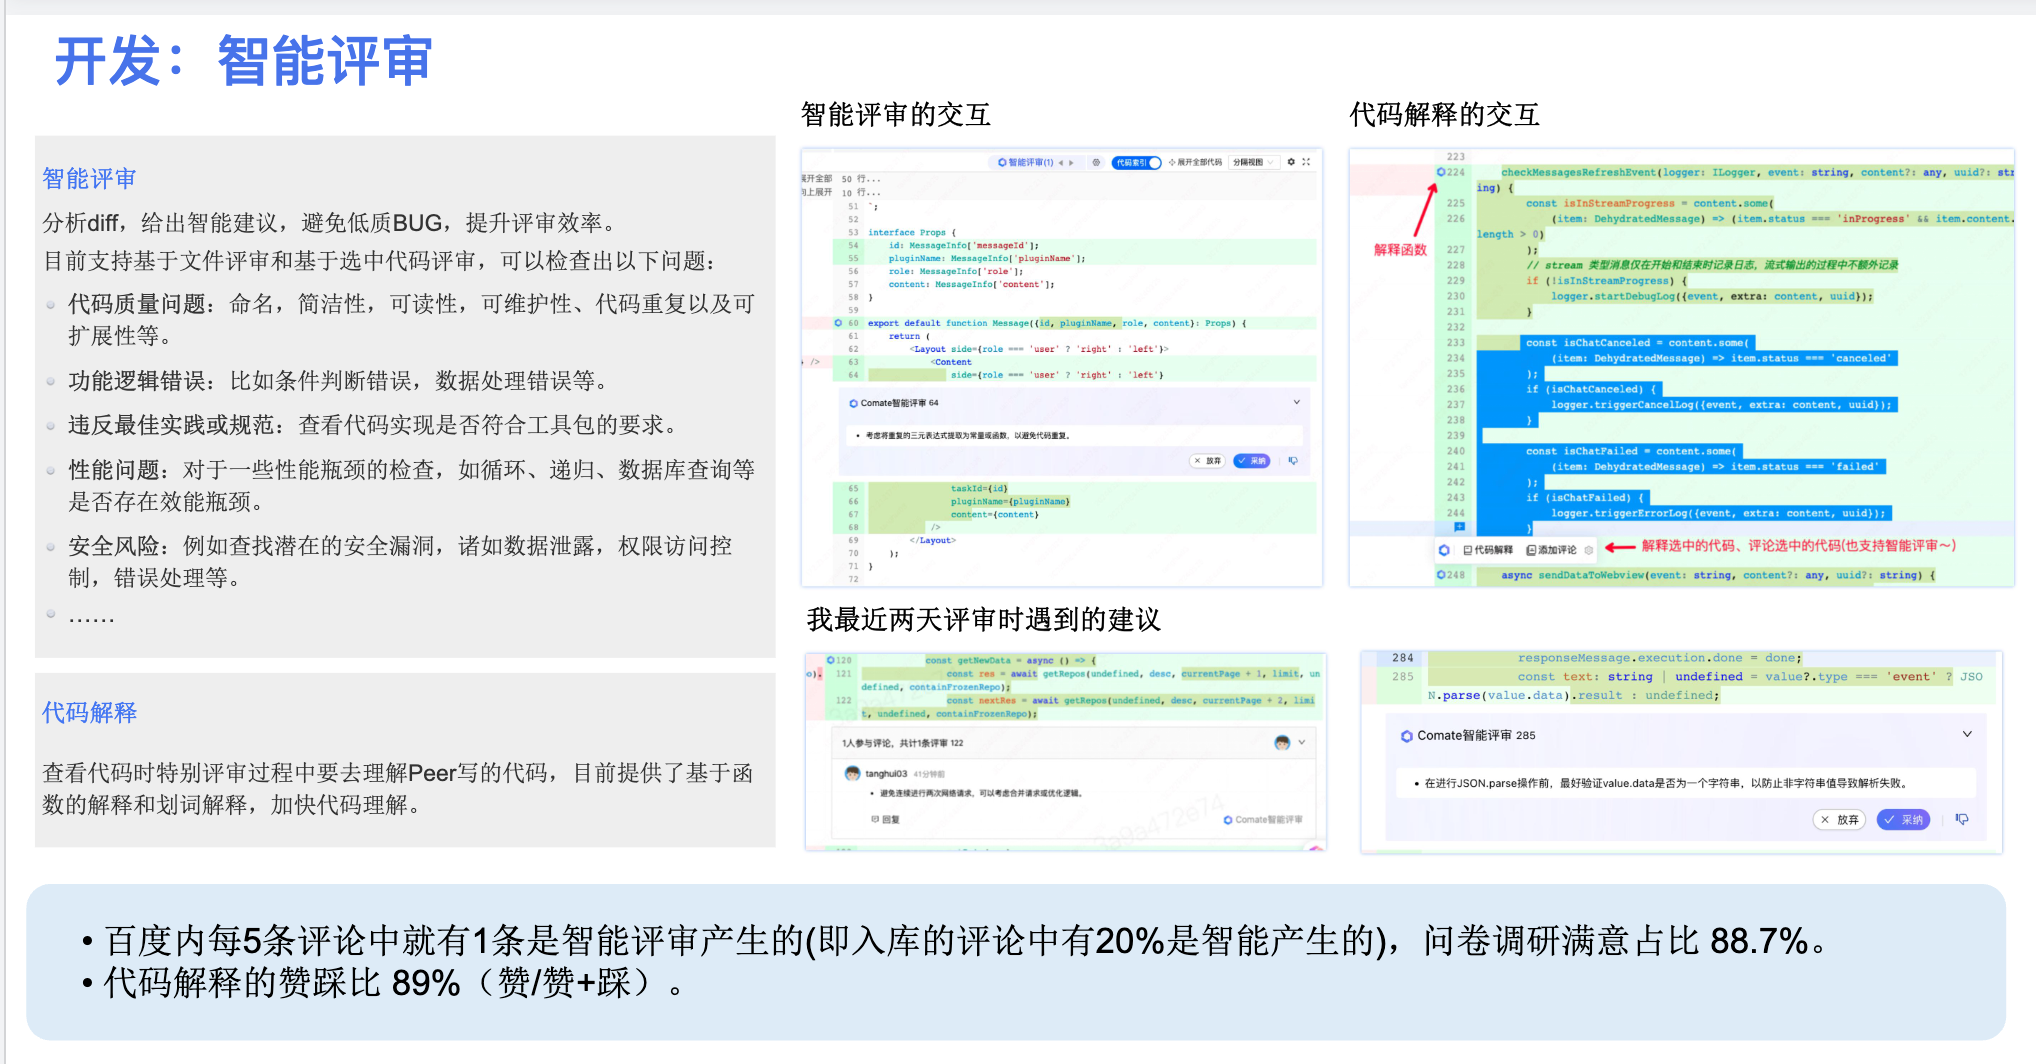 开发：智能评审
智能评审
分析diff，给出智能建议，避免低质BUG，提升评审效率。
目前支持基于文件评审和基于选中代码评审，可以检查出以下问题：
代码质量问题：命名，简洁性，可读性，可维护性、代码重复以及可
扩展性等。
功能逻辑错误：比如条件判断错误，数据处理错误等。
违反最佳实践或规范：查看代码实现是否符合工具包的要求。
性能问题：对于一些性能瓶颈的检查，如循环、递归、数据库查询等
是否存在效能瓶颈。
安全风险：例如查找潜在的安全漏洞，诸如数据泄露，权限访问控
制，错误处理等。
……
代码解释
查看代码时特别评审过程中要去理解Peer写的代码，目前提供了基于函
数的解释和划词解释，加快代码理解。
智能评审的交互
智能评审(1) 代码索引 展开全部代码 分隔视图
展开全部 50 行...
向上展开 10 行...
51 `;
52
53 interface Props {
54 id: MessageInfo['messageId'];
55 pluginName: MessageInfo['pluginName'];
56 role: MessageInfo['role'];
57 content: MessageInfo['content'];
58 }
59
60 export default function Message({id, pluginName, role, content}: Props) {
61 return (
62 <Layout side={role === 'user' ? 'right' : 'left'}>
/> 63 <Content
64 side={role === 'user' ? 'right' : 'left'}
Comate智能评审 64
• 考虑将重复的三元表达式提取为常量或函数，以避免代码重复。
放弃 采纳
65 taskId={id}
66 pluginName={pluginName}
67 content={content}
68 />
69 </Layout>
70 );
71 }
72
代码解释的交互
223
224 checkMessagesRefreshEvent(logger: ILogger, event: string, content?: any, uuid?: str
ing) {
225 const isInStreamProgress = content.some(
226 (item: DehydratedMessage) => (item.status === 'inProgress' && item.content.
length > 0)
227 );
解释函数
228 // stream 类型消息仅在开始和结束时记录日志，流式输出的过程中不额外记录
229 if (!isInStreamProgress) {
230 logger.startDebugLog({event, extra: content, uuid});
231 }
232
233 const isChatCanceled = content.some(
234 (item: DehydratedMessage) => item.status === 'canceled'
235 );
236 if (isChatCanceled) {
237 logger.triggerCancelLog({event, extra: content, uuid});
238 }
239
240 const isChatFailed = content.some(
241 (item: DehydratedMessage) => item.status === 'failed'
242 );
243 if (isChatFailed) {
244 logger.triggerErrorLog({event, extra: content, uuid});
}
代码解释 添加评论 解释选中的代码、评论选中的代码(也支持智能评审～)
248 async sendDataToWebview(event: string, content?: any, uuid?: string) {
我最近两天评审时遇到的建议
120 const getNewData = async () => {
o). 121 const res = await getRepos(undefined, desc, currentPage + 1, limit, un
defined, containFrozenRepo);
122 const nextRes = await getRepos(undefined, desc, currentPage + 2, limi
t, undefined, containFrozenRepo);
1人参与评论，共计1条评审 122
tanghui03 41分钟前
• 避免连续进行两次网络请求，可以考虑合并请求或优化逻辑。
回复 Comate智能评审
284 responseMessage.execution.done = done;
285 const text: string | undefined = value?.type === 'event' ? JSO
N.parse(value.data).result : undefined;
Comate智能评审 285
• 在进行JSON.parse操作前，最好验证value.data是否为一个字符串，以防止非字符串值导致解析失败。
放弃 采纳
• 百度内每5条评论中就有1条是智能评审产生的(即入库的评论中有20%是智能产生的)，问卷调研满意占比 88.7%。
• 代码解释的赞踩比 89%（赞/赞+踩）。